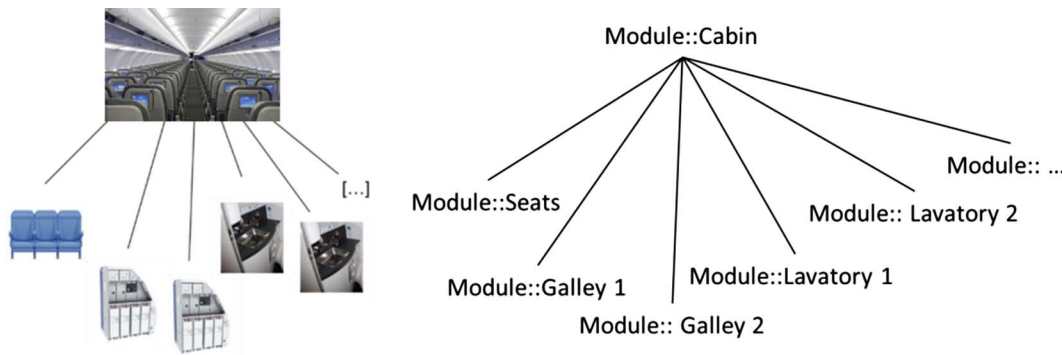 Module::Cabin
[...]
Module:: ...
Module::Seats
Module:: Lavatory 2
Module::Galley 1
Module::Lavatory 1
Module:: Galley 2